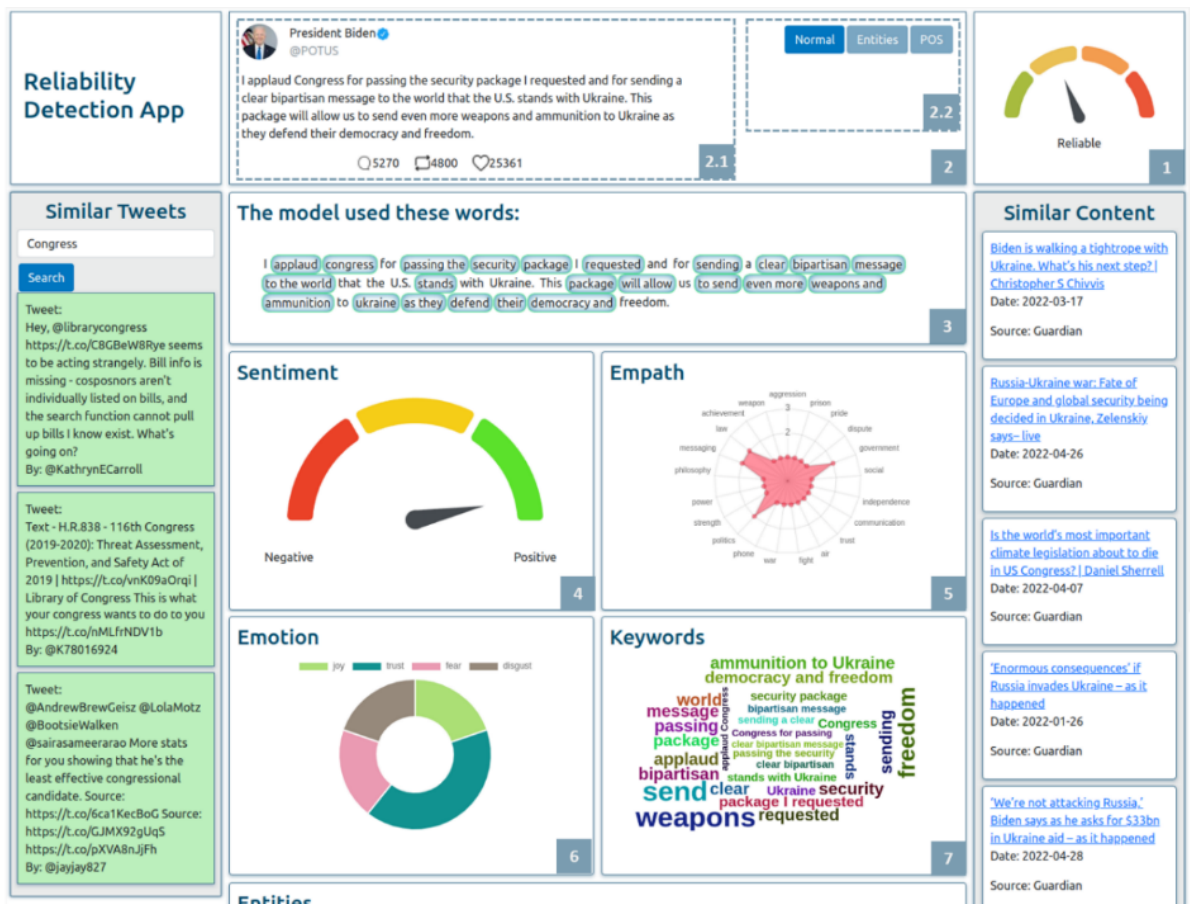 Reliability
Detection App
President Biden
@POTUS
I applaud Congress for passing the security package I requested and for sending a
clear bipartisan message to the world that the U.S. stands with Ukraine. This
package will allow us to send even more weapons and ammunition to Ukraine as
they defend their democracy and freedom.
5270 4800 25361
2.1
Normal Entities POS
2.2
2
Reliable
1
Similar Tweets
Congress
Search
Tweet:
Hey, @librarycongress
https://t.co/C8GBeW8Rye seems
to be acting strangely. Bill info is
missing - cosposnors aren't
individually listed on bills, and
the search function cannot pull
up bills I know exist. What's
going on?
By: @KathrynECarroll
Tweet:
Text - H.R.838 - 116th Congress
(2019-2020): Threat Assessment,
Prevention, and Safety Act of
2019 | https://t.co/vnK09aOrqi |
Library of Congress This is what
your congress wants to do to you
https://t.co/nMLfrNDV1b
By: @K78016924
Tweet:
@AndrewBrewGeisz @LolaMotz
@BootsieWalken
@sairasameerarao More stats
for you showing that he's the
least effective congressional
candidate. Source:
https://t.co/6ca1KecBoG Source:
https://t.co/GJMX92gUqS
https://t.co/pXVA8nJjFh
By: @jayjay827
The model used these words:
I applaud congress for passing the security package I requested and for sending a clear bipartisan message
to the world that the U.S. stands with Ukraine. This package will allow us to send even more weapons and
ammunition to ukraine as they defend their democracy and freedom.
3
Sentiment
Negative
Positive
4
Empath
aggression
prison
pride
dispute
government
social
independence
communication
trust
air
fight
war
phone
politics
strength
power
philosophy
messaging
law
achievement
weapon
3
2
5
Emotion
joy trust fear disgust
6
Keywords
ammunition to Ukraine
democracy and freedom
world
message
passing
package
applaud
bipartisan
send
weapons
applaud Congress
security package
bipartisan message
sending a clear
Congress
Congress for passing
clear bipartisan message
passing the security
clear bipartisan
stands with Ukraine
clear
Ukraine
security
package I requested
requested
stands
sending
freedom
7
Entities
Similar Content
Biden is walking a tightrope with
Ukraine. What's his next step? |
Christopher S Chivvis
Date: 2022-03-17
Source: Guardian
Russia-Ukraine war: Fate of
Europe and global security being
decided in Ukraine, Zelenskiy
says– live
Date: 2022-04-26
Source: Guardian
Is the world's most important
climate legislation about to die
in US Congress? | Daniel Sherrell
Date: 2022-04-07
Source: Guardian
'Enormous consequences' if
Russia invades Ukraine – as it
happened
Date: 2022-01-26
Source: Guardian
'We're not attacking Russia,'
Biden says as he asks for $33bn
in Ukraine aid – as it happened
Date: 2022-04-28
Source: Guardian